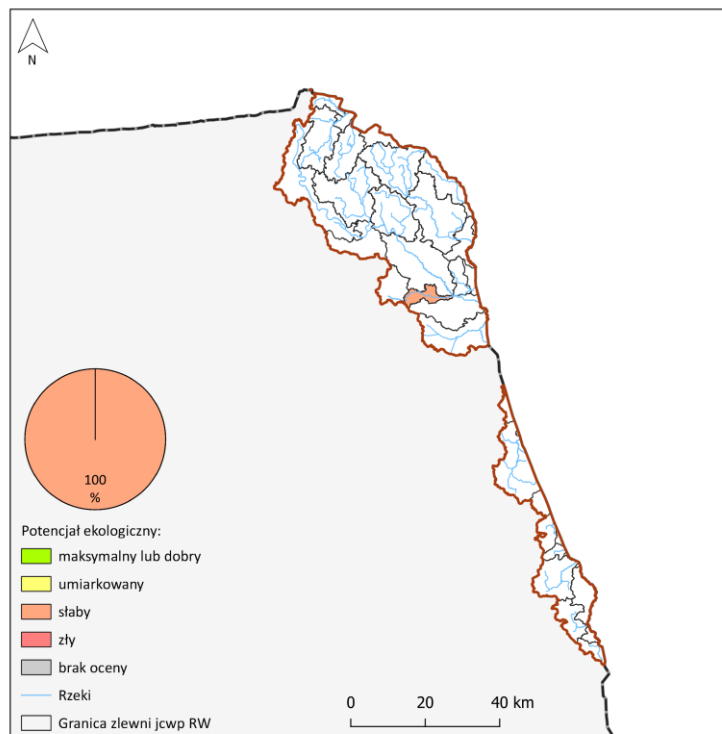 N
100
%
Potencjał ekologiczny:
maksymalny lub dobry
umiarkowany
słaby
zły
brak oceny
Rzeki
Granica zlewni jcwp RW
0 20 40 km